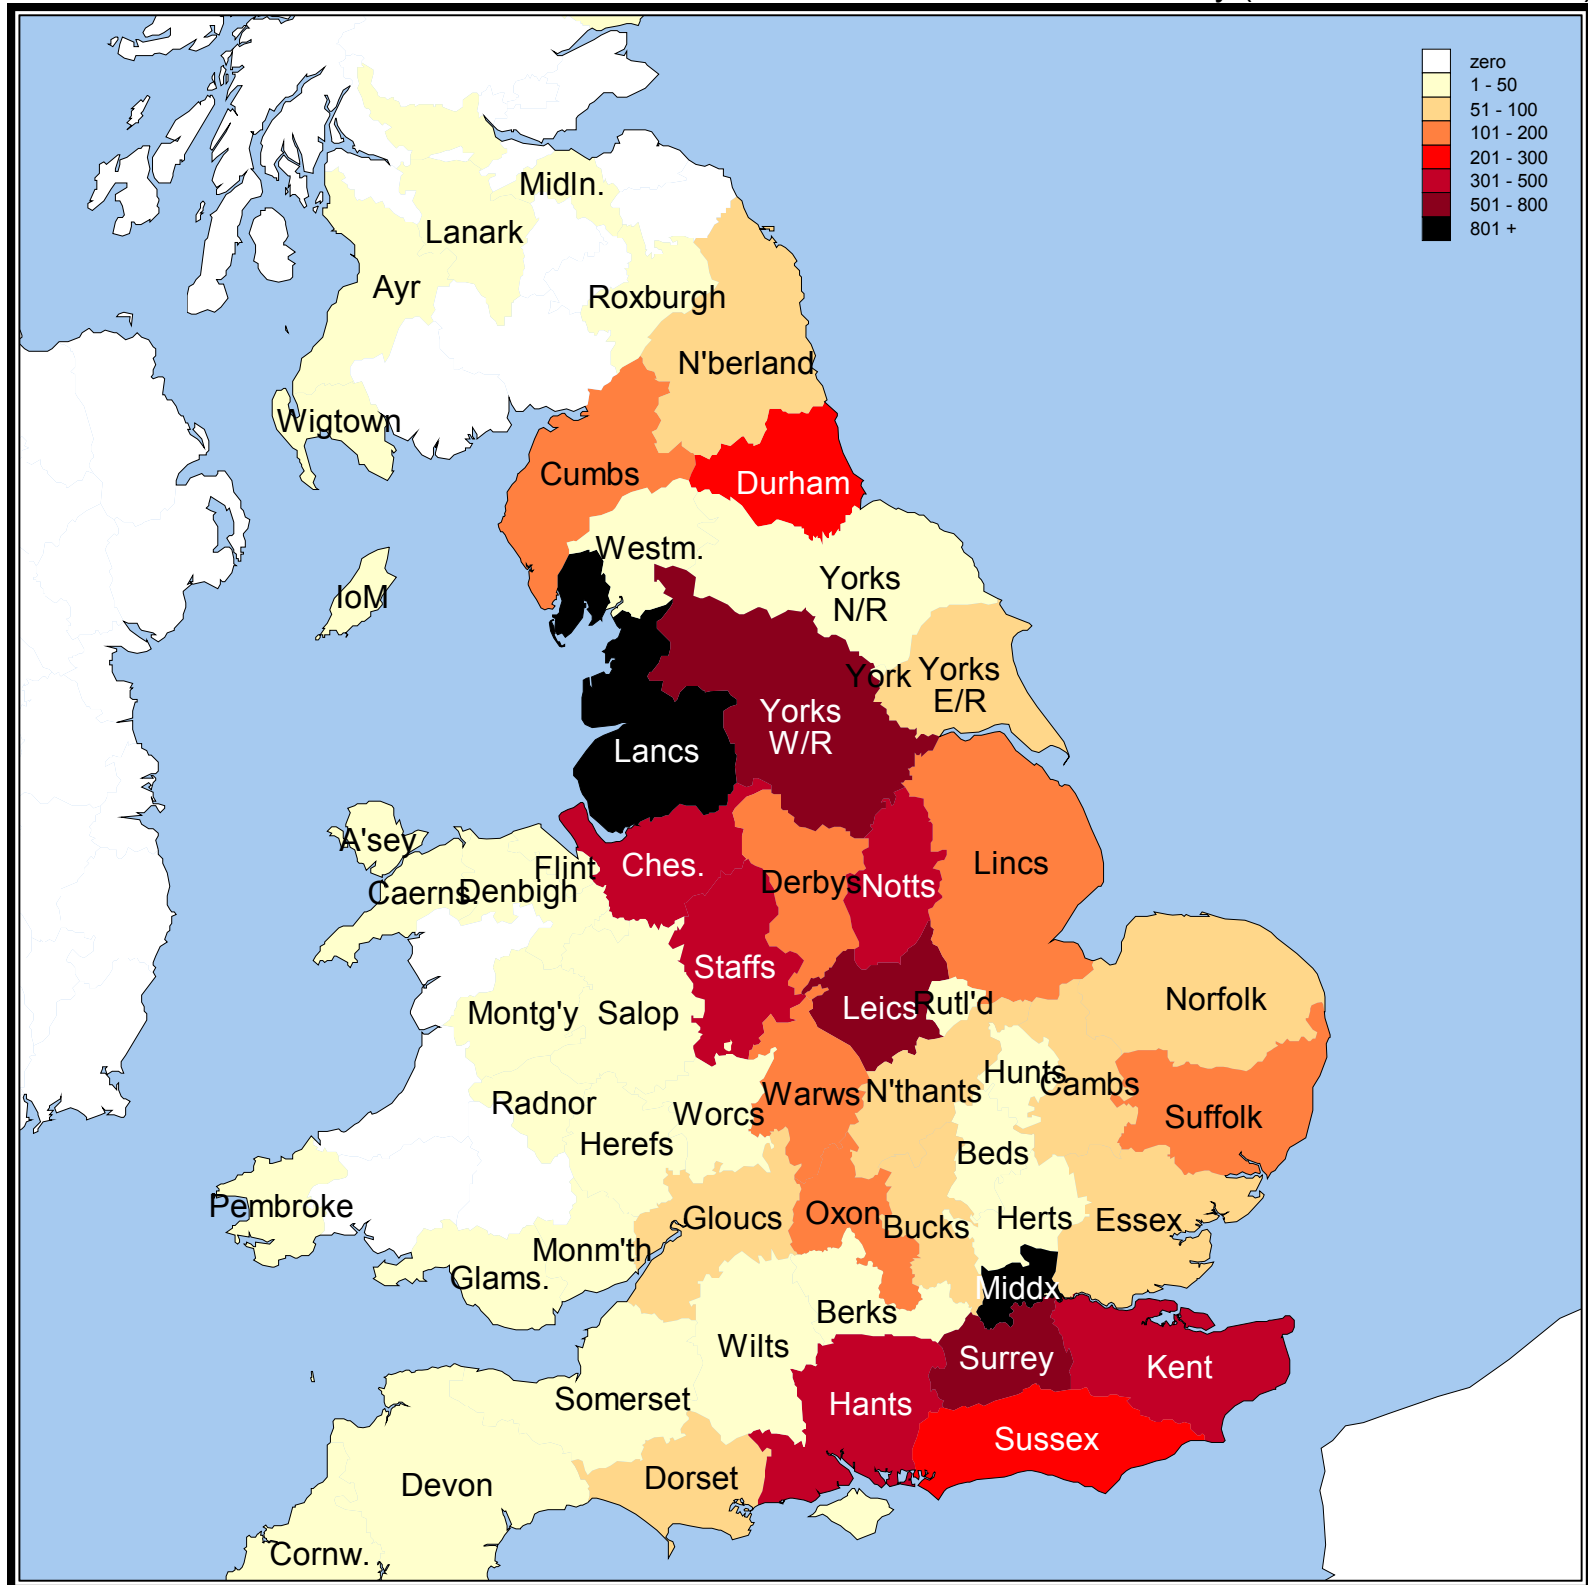 zero
1 - 50
51 - 100
101 - 200
201 - 300
301 - 500
501 - 800
801 +
Midln.
Lanark
Ayr
Roxburgh
N'berland
Wigtown
Cumbs
Durham
Westm.
IoM
Yorks
N/R
York
Yorks
E/R
Yorks
W/R
Lancs
A'sey
Flint
Ches.
Caerns.
Denbigh
Derbys
Notts
Lincs
Staffs
Leics
Rutl'd
Norfolk
Montg'y
Salop
Hunts
Cambs
Radnor
Worcs
Warws
N'thants
Suffolk
Herefs
Beds
Pembroke
Gloucs
Oxon
Bucks
Herts
Essex
Monm'th
Glams.
Middx
Berks
Wilts
Surrey
Kent
Somerset
Hants
Sussex
Devon
Dorset
Cornw.